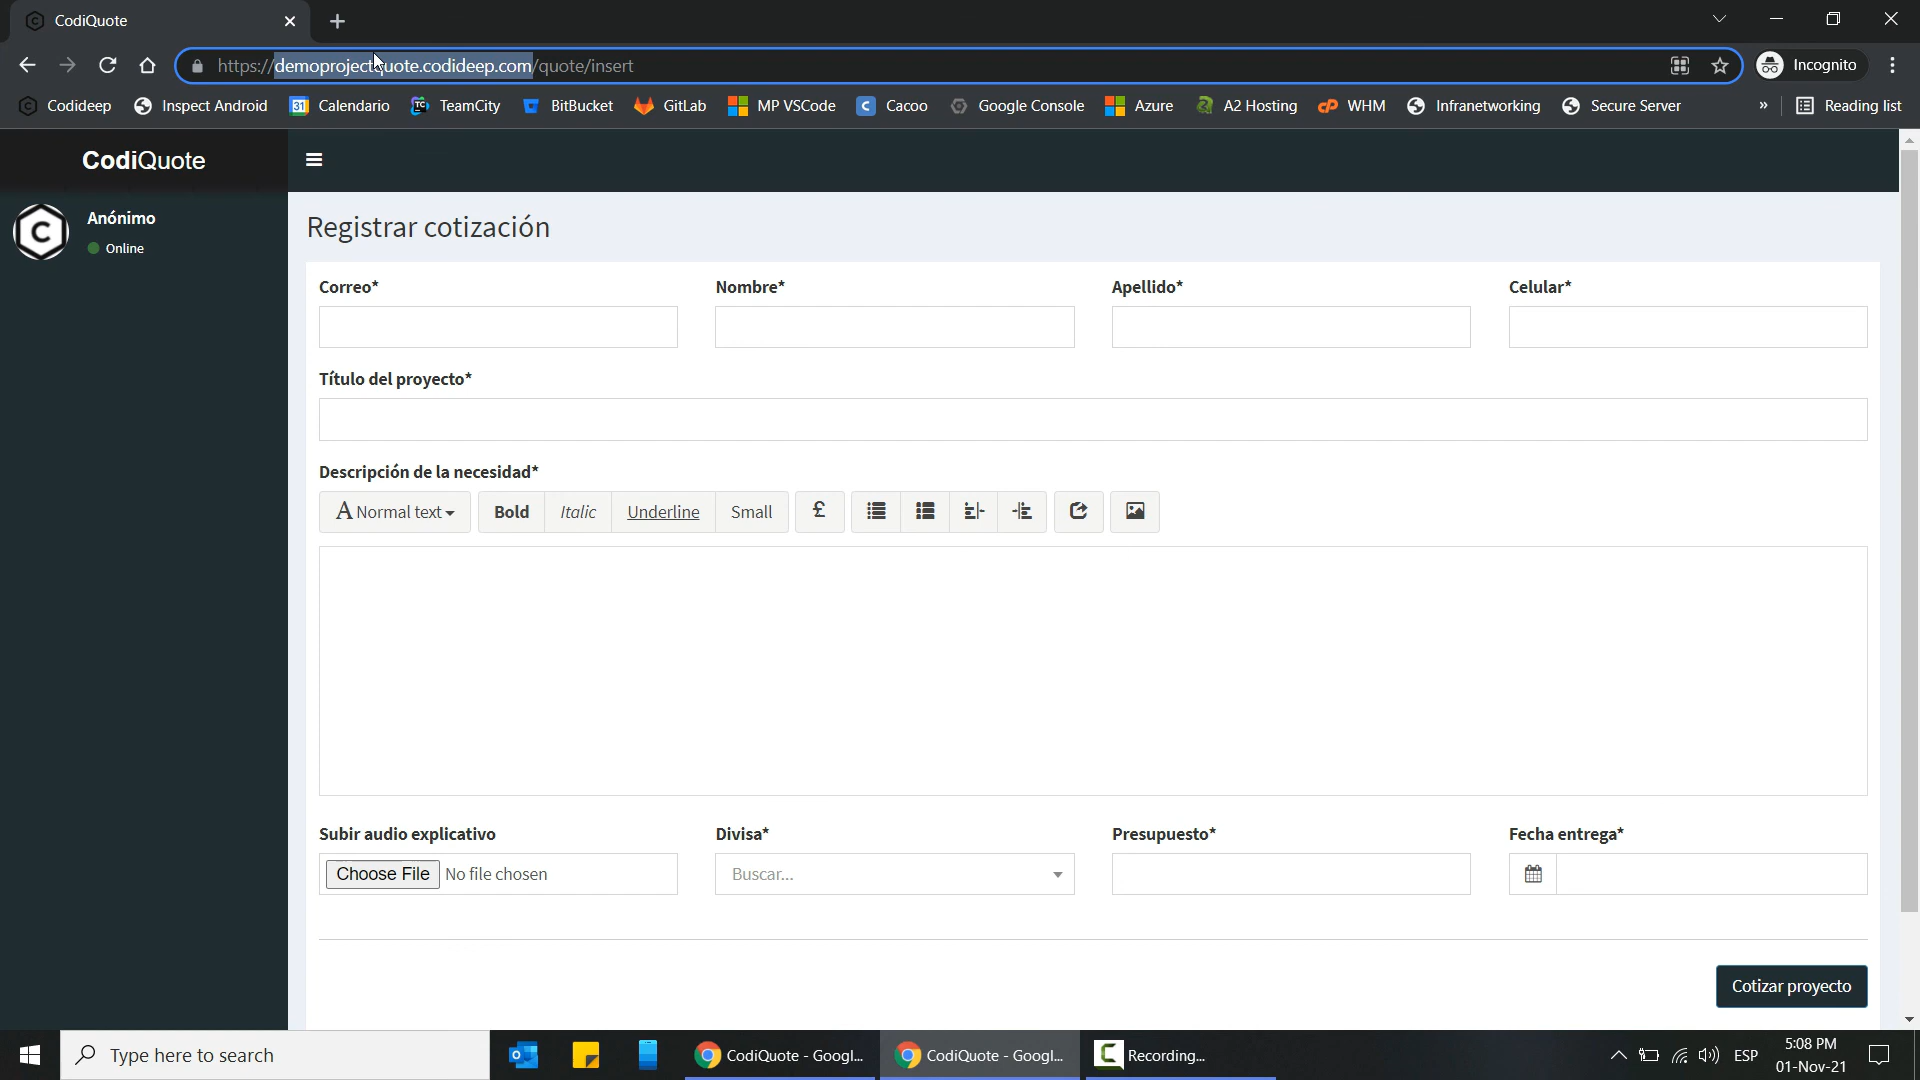 CodiQuote
https://demoprojectquote.codideep.com/quote/insert
Incognito
Codideep Inspect Android Calendario TeamCity BitBucket GitLab MP VSCode Cacoo Google Console Azure A2 Hosting WHM Infranetworking Secure Server » Reading list
CodiQuote
Anónimo
Online
Registrar cotización
Correo* Nombre* Apellido* Celular*
Título del proyecto*
Descripción de la necesidad*
Normal text Bold Italic Underline Small £
Subir audio explicativo Divisa* Presupuesto* Fecha entrega*
Choose File No file chosen Buscar...
Cotizar proyecto
Type here to search
CodiQuote - Googl...
CodiQuote - Googl...
Recording...
ESP
5:08 PM
01-Nov-21